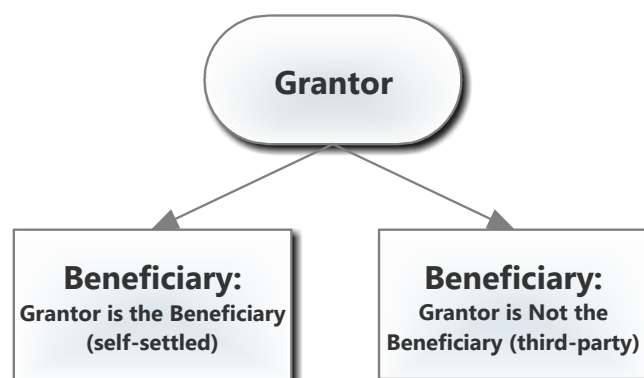 Grantor
Beneficiary:
Grantor is the Beneficiary
(self-settled)
Beneficiary:
Grantor is Not the
Beneficiary (third-party)